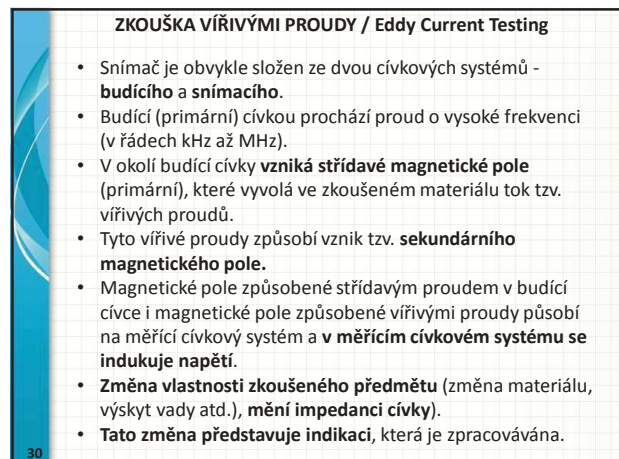 ZKOUŠKA VÍŘIVÝMI PROUDY / Eddy Current Testing
• Snímač je obvykle složen ze dvou cívkových systémů -
budícího a snímacího.
• Budící (primární) cívkou prochází proud o vysoké frekvenci
(v řádech kHz až MHz).
• V okolí budící cívky vzniká střídavé magnetické pole
(primární), které vyvolá ve zkoušeném materiálu tok tzv.
vířivých proudů.
• Tyto vířivé proudy způsobí vznik tzv. sekundárního
magnetického pole.
• Magnetické pole způsobené střídavým proudem v budící
cívce i magnetické pole způsobené vířivými proudy působí
na měřící cívkový systém a v měřícím cívkovém systému se
indukuje napětí.
• Změna vlastnosti zkoušeného předmětu (změna materiálu,
výskyt vady atd.), mění impedanci cívky).
• Tato změna představuje indikaci, která je zpracovávána.
30